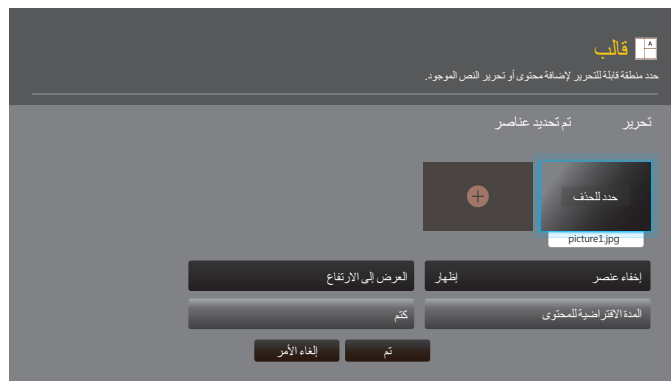 قالب
A
حدد منطقة قابلة للتحرير لإضافة محتوى أو تحرير النص الموجود.
تحرير تم تحديد عناصر
حدد للحذف
picture1.jpg
إخفاء عنصر إظهار العرض إلى الارتفاع
المدة الافتراضية للمحتوى كتم
تم إلغاء الأمر